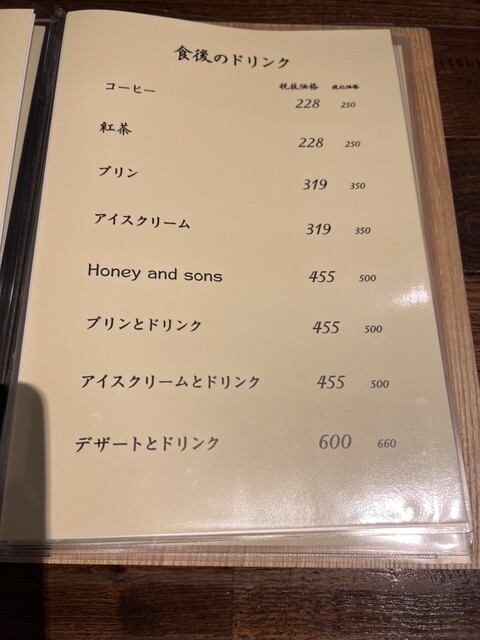 食後のドリンク
税抜価格 税込価格
コーヒー 228 250
紅茶 228 250
プリン 319 350
アイスクリーム 319 350
Honey and sons 455 500
プリンとドリンク 455 500
アイスクリームとドリンク 455 500
デザートとドリンク 600 660